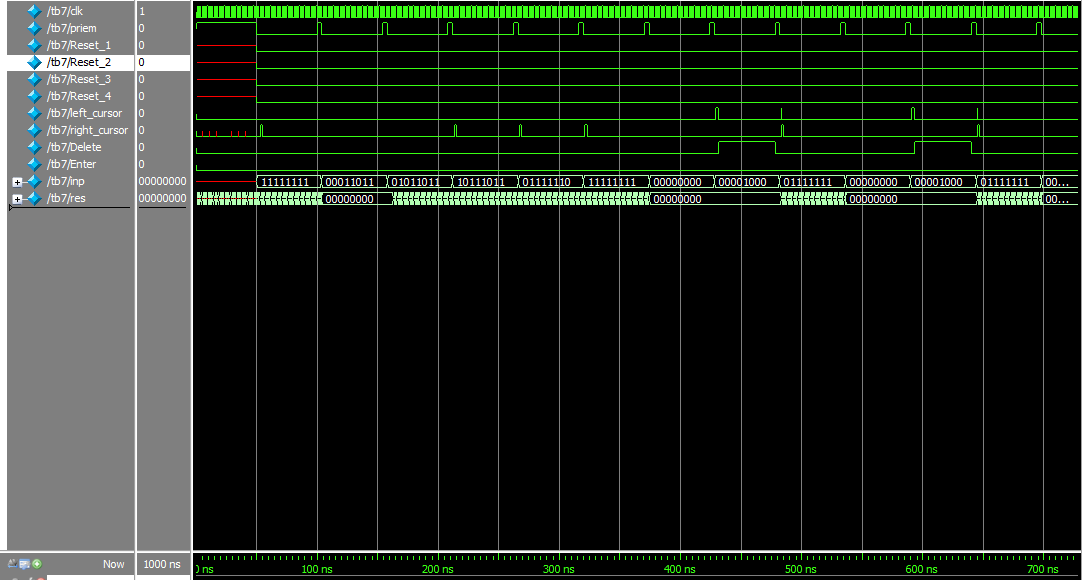 /tb7/clk 1
/tb7/priem 0
/tb7/Reset_1 0
/tb7/Reset_2 0
/tb7/Reset_3 0
/tb7/Reset_4 0
/tb7/left_cursor 0
/tb7/right_cursor 0
/tb7/Delete 0
/tb7/Enter 0
/tb7/inp 00000000 11111111 00011011 01011011 10111011 01111110 11111111 00000000 00001000 01111111 00000000 00001000 01111111 00...
/tb7/res 00000000 00000000 00000000 00000000 00...
Now 1000 ns 0 ns 100 ns 200 ns 300 ns 400 ns 500 ns 600 ns 700 ns